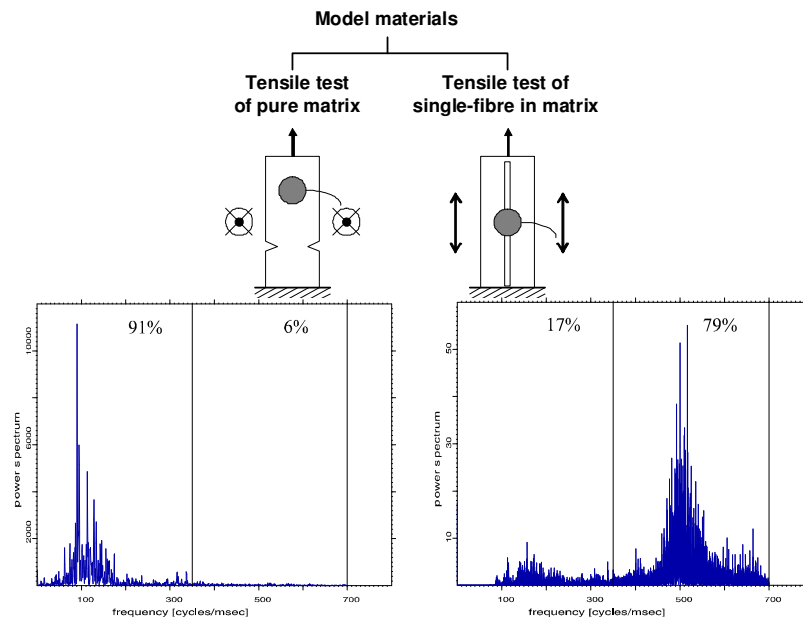 Model materials
Tensile test
of pure matrix
Tensile test of
single-fibre in matrix
91%
6%
10000
6000
2000
power spectrum
100
300
500
700
frequency [cycles/msec]
17%
79%
50
30
10
power spectrum
100
300
500
700
frequency [cycles/msec]